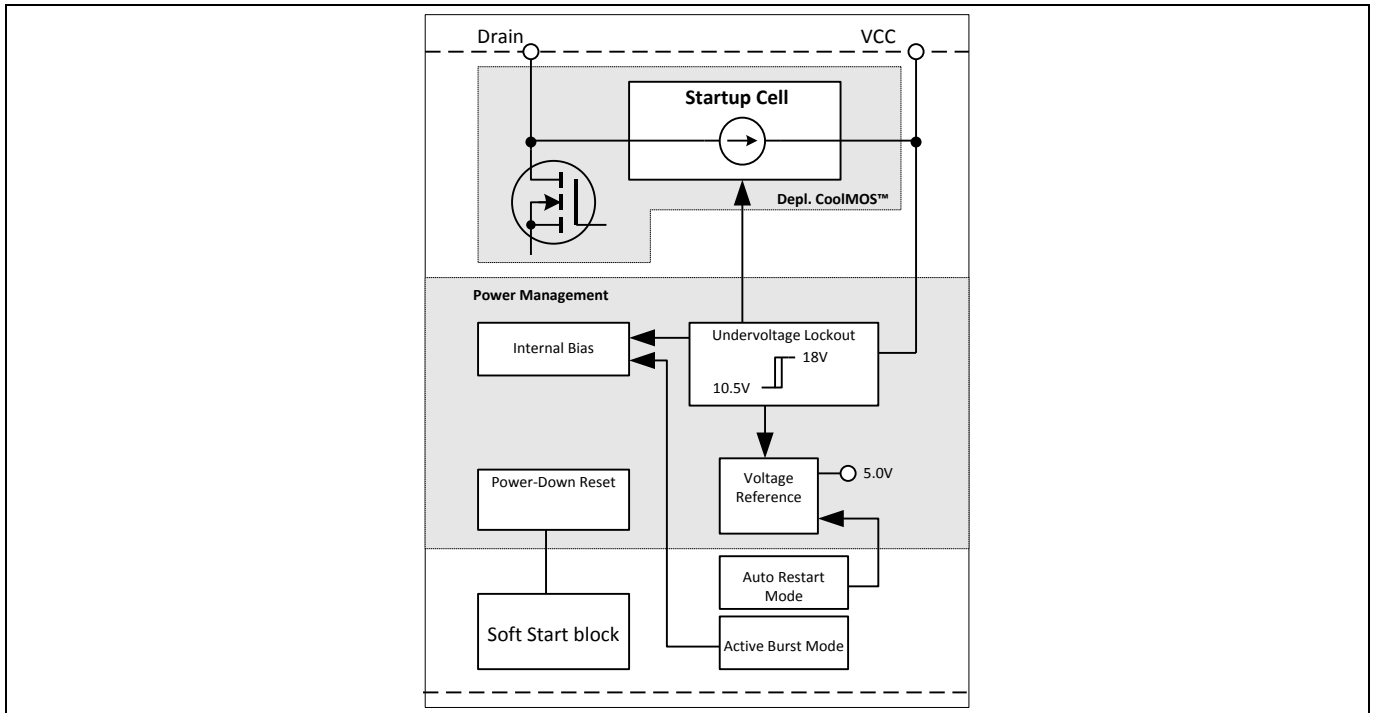 Drain
VCC
Startup Cell
Depl. CoolMOS™
Power Management
Internal Bias
Undervoltage Lockout
18V
10.5V
Power-Down Reset
Voltage
Reference
5.0V
Auto Restart
Mode
Soft Start block
Active Burst Mode